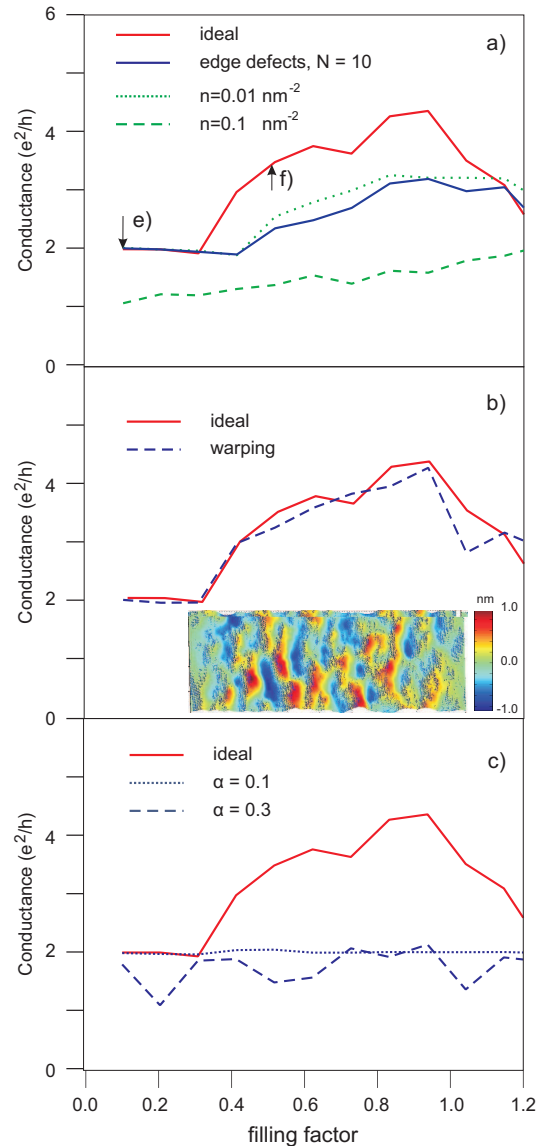 6
ideal
a)
edge defects, N = 10
n=0.01 nm-2
n=0.1 nm-2
4
f)
e)
2
0
Conductance (e2/h)
b)
ideal
warping
4
2
nm
1.0
0.0
-1.0
0
Conductance (e2/h)
ideal
c)
α = 0.1
α = 0.3
4
2
0
Conductance (e2/h)
0.0 0.2 0.4 0.6 0.8 1.0 1.2
filling factor